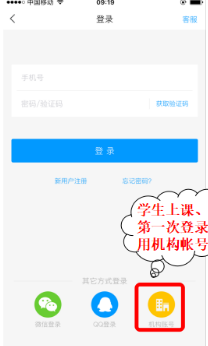 中国移动 09:19
登录 客服
手机号
密码/验证码 获取验证码
登 录
新用户注册 忘记密码?
学生上课、
第一次登录
用机构帐号
其它方式登录
微信登录 QQ登录 机构账号